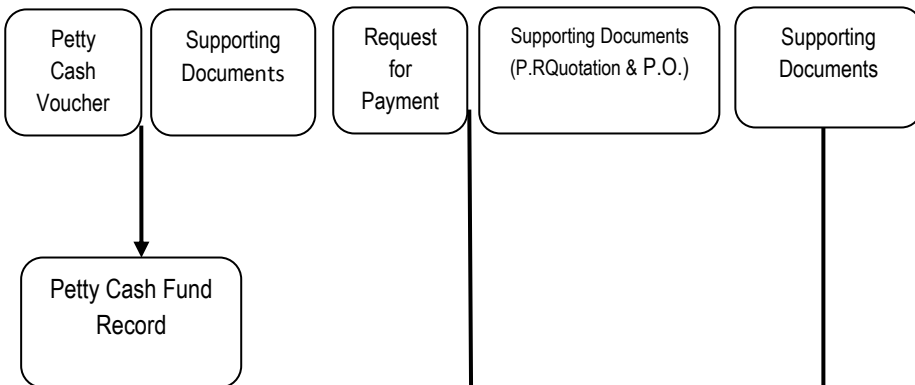 Petty
Cash
Voucher
Supporting
Documents
Request
for
Payment
Supporting Documents
(P.RQuotation & P.O.)
Supporting
Documents
Petty Cash Fund
Record